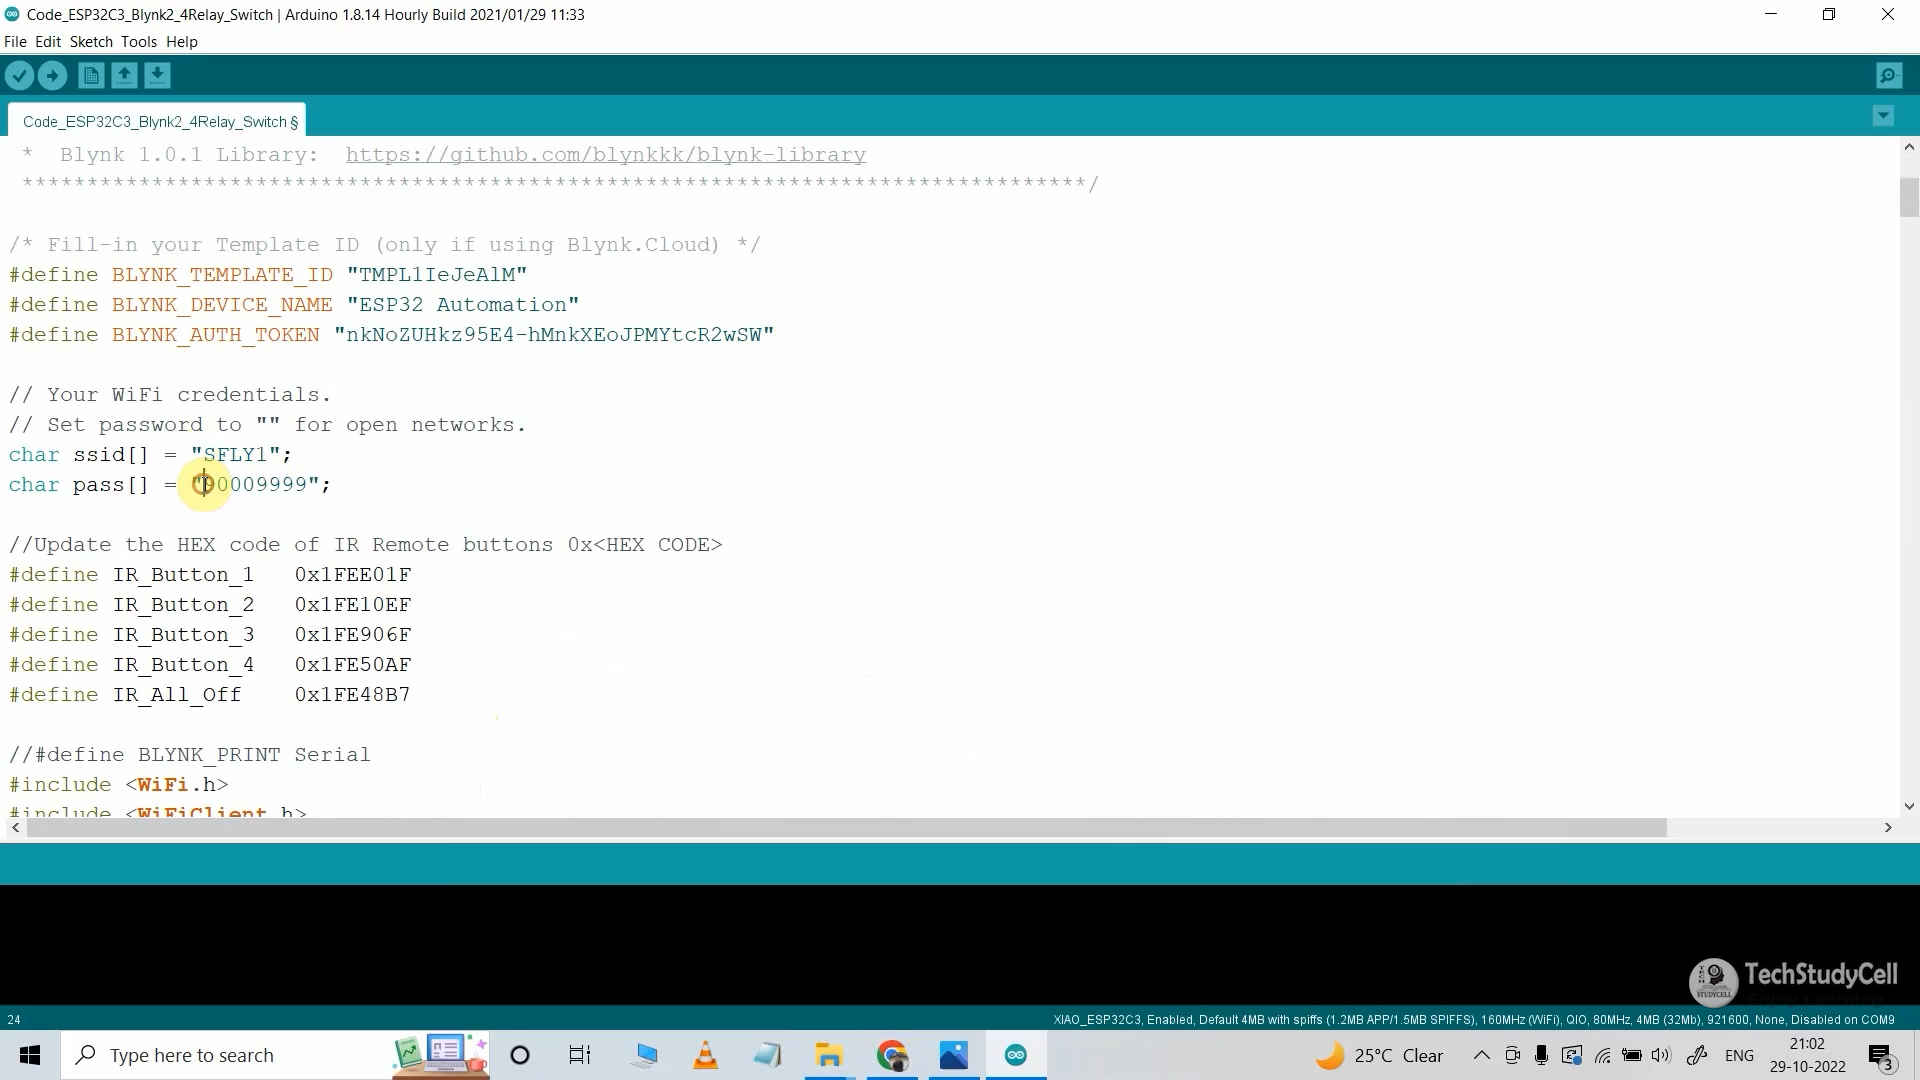 Code_ESP32C3_Blynk2_4Relay_Switch | Arduino 1.8.14 Hourly Build 2021/01/29 11:33
File Edit Sketch Tools Help
Code_ESP32C3_Blynk2_4Relay_Switch §
*  Blynk 1.0.1 Library:  https://github.com/blynkkk/blynk-library
**********************************************************************************/
/* Fill-in your Template ID (only if using Blynk.Cloud) */
#define BLYNK_TEMPLATE_ID "TMPL1IeJeAlM"
#define BLYNK_DEVICE_NAME "ESP32 Automation"
#define BLYNK_AUTH_TOKEN "nkNoZUHkz95E4-hMnkXEoJPMYtcR2wSW"
// Your WiFi credentials.
// Set password to "" for open networks.
char ssid[] = "SFLY1";
char pass[] = "90009999";
//Update the HEX code of IR Remote buttons 0x<HEX CODE>
#define IR_Button_1   0x1FEE01F
#define IR_Button_2   0x1FE10EF
#define IR_Button_3   0x1FE906F
#define IR_Button_4   0x1FE50AF
#define IR_All_Off    0x1FE48B7
//#define BLYNK_PRINT Serial
#include <WiFi.h>
#include <WiFiClient.h>
TechStudyCell
24
XIAO_ESP32C3, Enabled, Default 4MB with spiffs (1.2MB APP/1.5MB SPIFFS), 160MHz (WiFi), QIO, 80MHz, 4MB (32Mb), 921600, None, Disabled on COM9
Type here to search
25°C Clear
ENG
21:02
29-10-2022
3